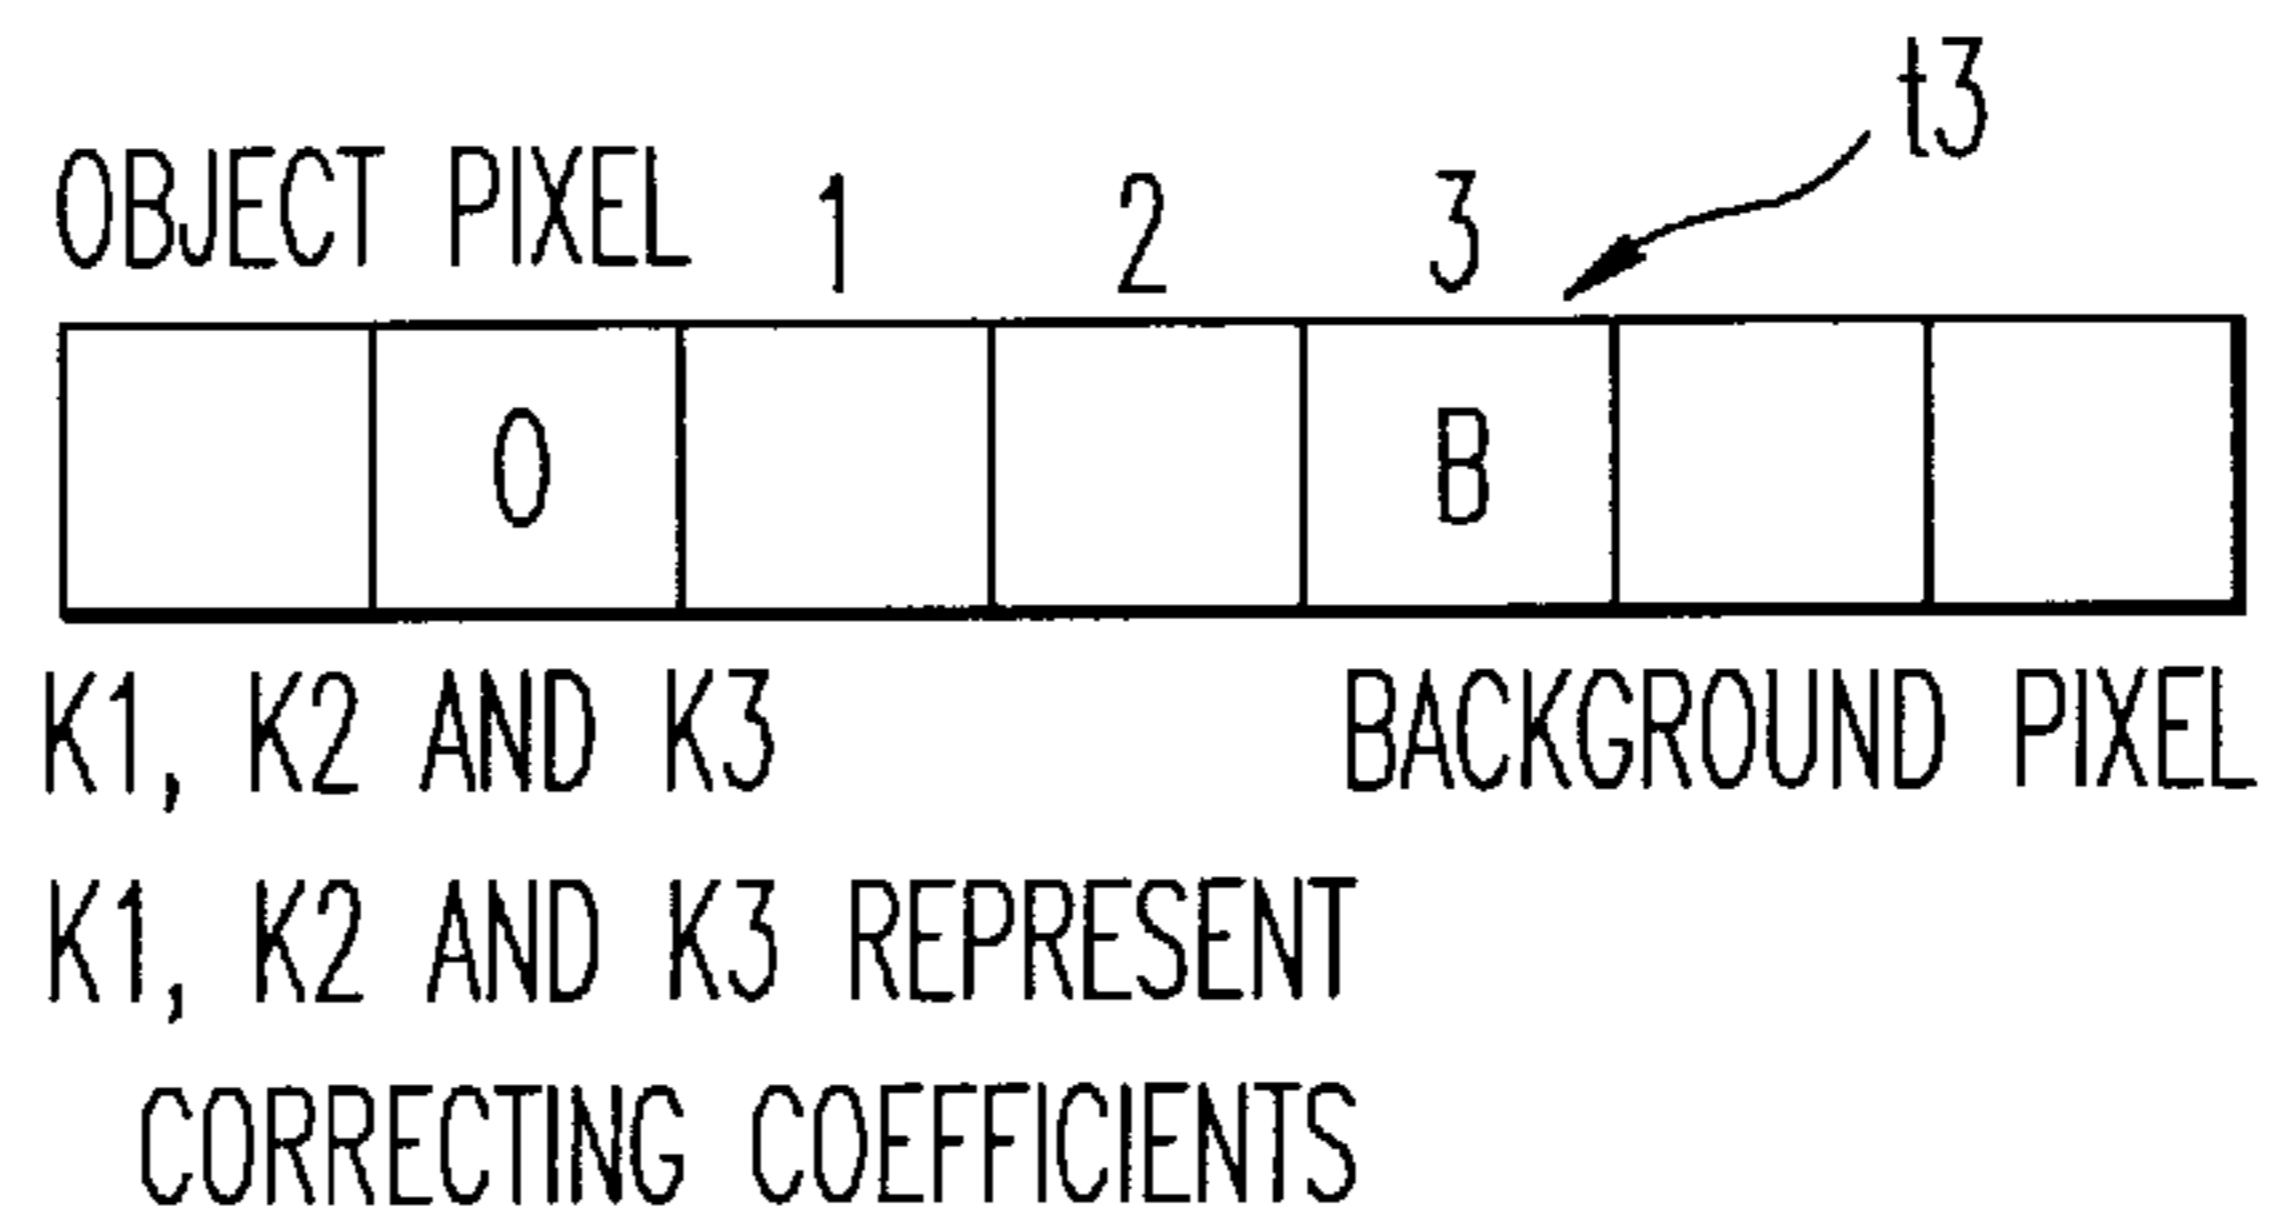 t3
OBJECT PIXEL 1 2 3
O B
K1, K2 AND K3 BACKGROUND PIXEL
K1, K2 AND K3 REPRESENT
CORRECTING COEFFICIENTS